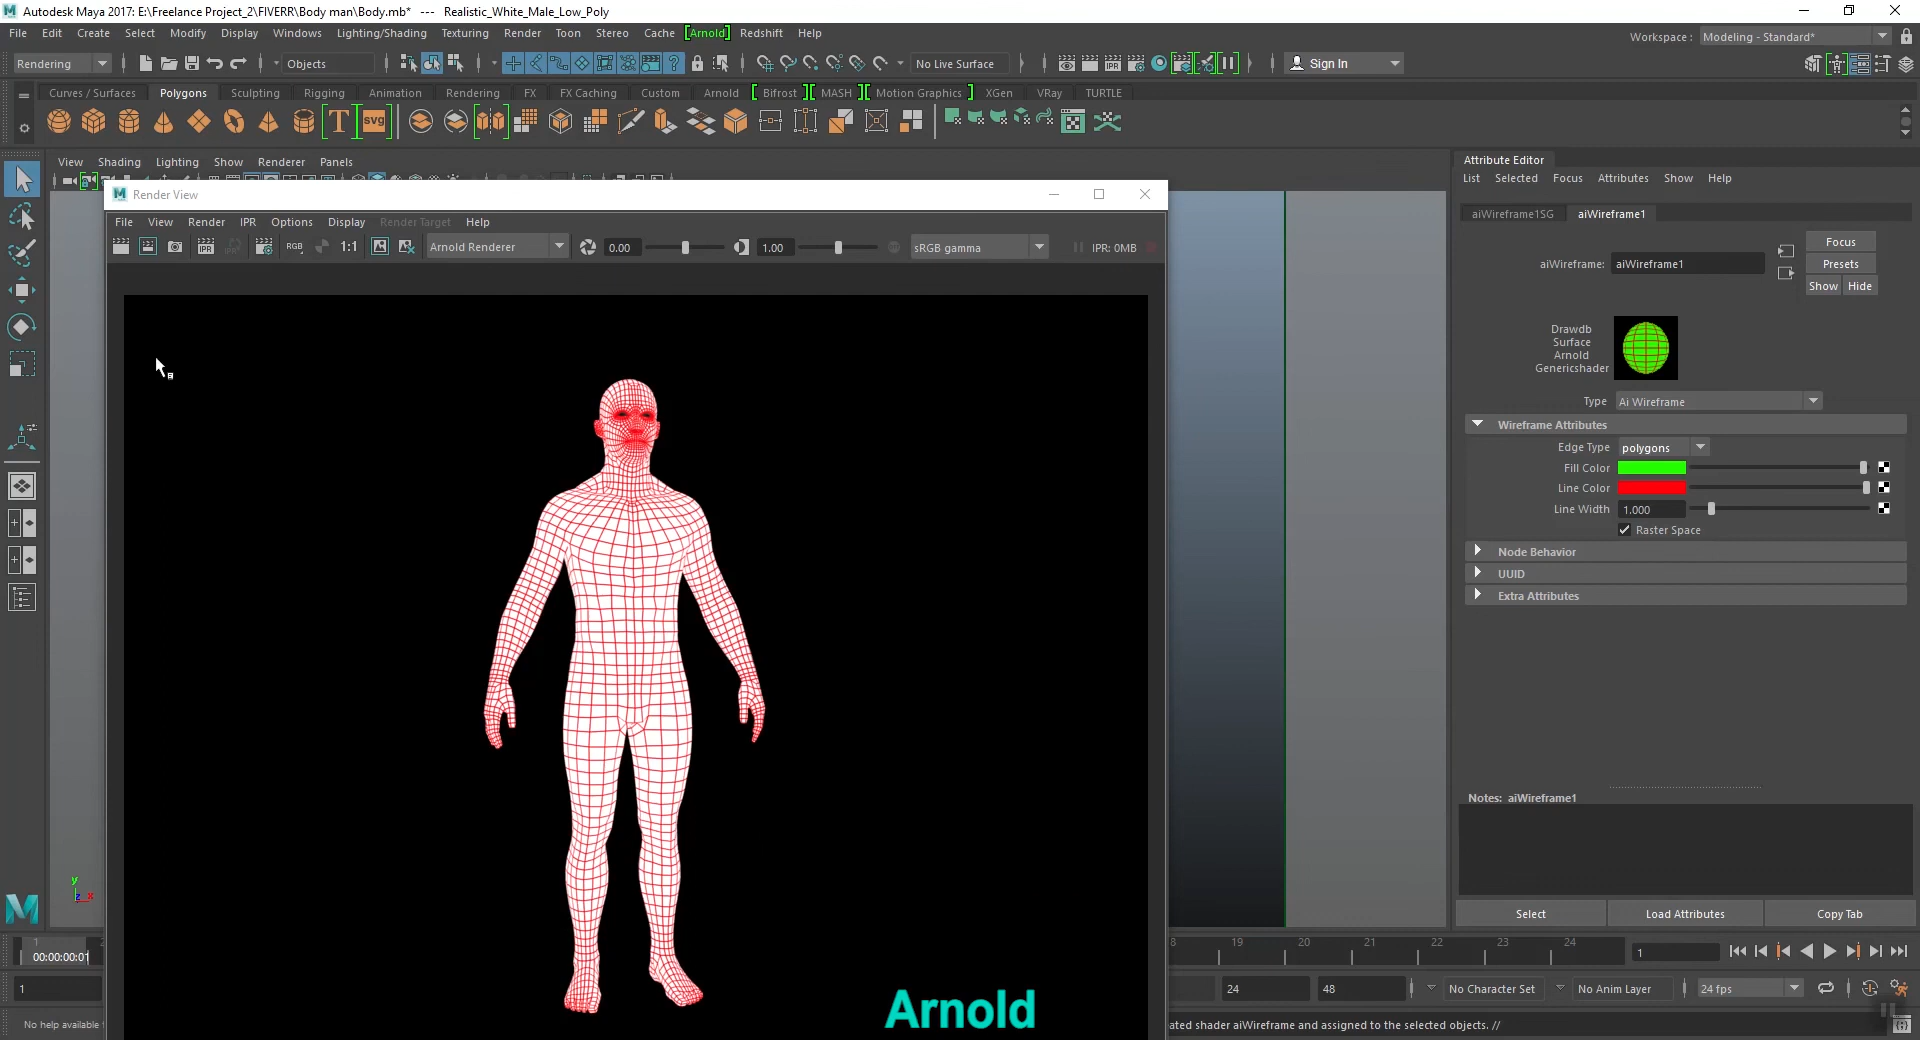 Autodesk Maya 2017: E:\Freelance Project_2\FIVERR\Body man\Body.mb* --- Realistic_White_Male_Low_Poly
File Edit Create Select Modify Display Windows Lighting/Shading Texturing Render Toon Stereo Cache [Arnold] Redshift Help
Workspace : Modeling - Standard*
Rendering Objects No Live Surface Sign In
Curves / Surfaces Polygons Sculpting Rigging Animation Rendering FX FX Caching Custom Arnold [ Bifrost ][ MASH ][ Motion Graphics ] XGen VRay TURTLE
T svg
View Shading Lighting Show Renderer Panels
Render View
File View Render IPR Options Display Render Target Help
IPR RGB 1:1 Arnold Renderer 0.00 1.00 sRGB gamma IPR: 0MB
Arnold
Attribute Editor
List Selected Focus Attributes Show Help
aiWireframe1SG aiWireframe1
Focus
aiWireframe: aiWireframe1
Presets
Show Hide
Drawdb
Surface
Arnold
Genericshader
Type Ai Wireframe
Wireframe Attributes
Edge Type polygons
Fill Color
Line Color
Line Width 1.000
Raster Space
Node Behavior
UUID
Extra Attributes
Notes: aiWireframe1
Select Load Attributes Copy Tab
y
z x
1
00:00:00:01
8 19 20 21 22 23 24
1
1 24 48 No Character Set No Anim Layer 24 fps
No help available
ated shader aiWireframe and assigned to the selected objects. //